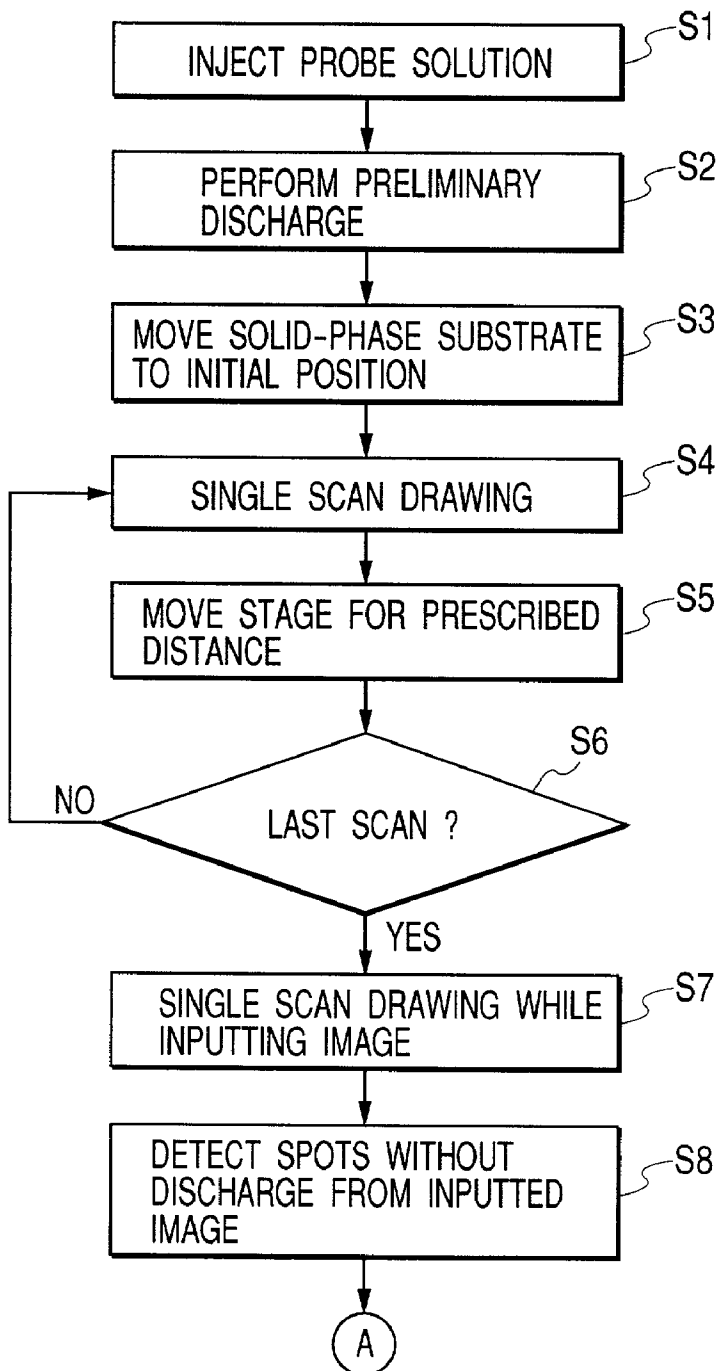 S1
INJECT PROBE SOLUTION
S2
PERFORM PRELIMINARY
DISCHARGE
S3
MOVE SOLID-PHASE SUBSTRATE
TO INITIAL POSITION
S4
SINGLE SCAN DRAWING
S5
MOVE STAGE FOR PRESCRIBED
DISTANCE
S6
NO
LAST SCAN ?
YES
S7
SINGLE SCAN DRAWING WHILE
INPUTTING IMAGE
S8
DETECT SPOTS WITHOUT
DISCHARGE FROM INPUTTED
IMAGE
A